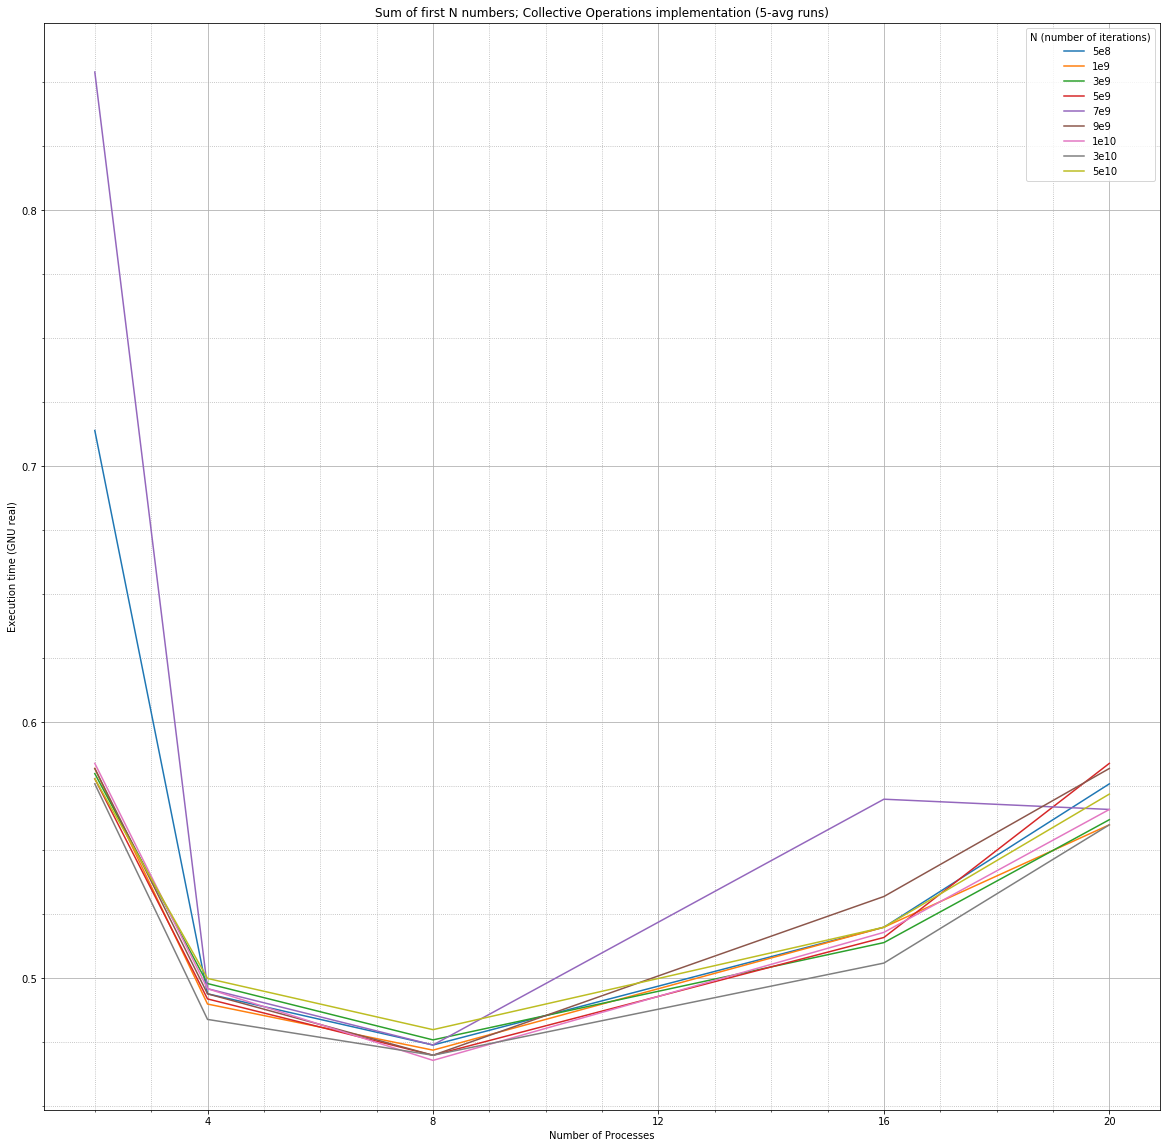 Sum of first N numbers; Collective Operations implementation (5-avg runs)
N (number of iterations)
5e8
1e9
3e9
5e9
7e9
9e9
1e10
3e10
5e10
0.8
0.7
0.6
0.5
Execution time (GNU real)
4 8 12 16 20
Number of Processes